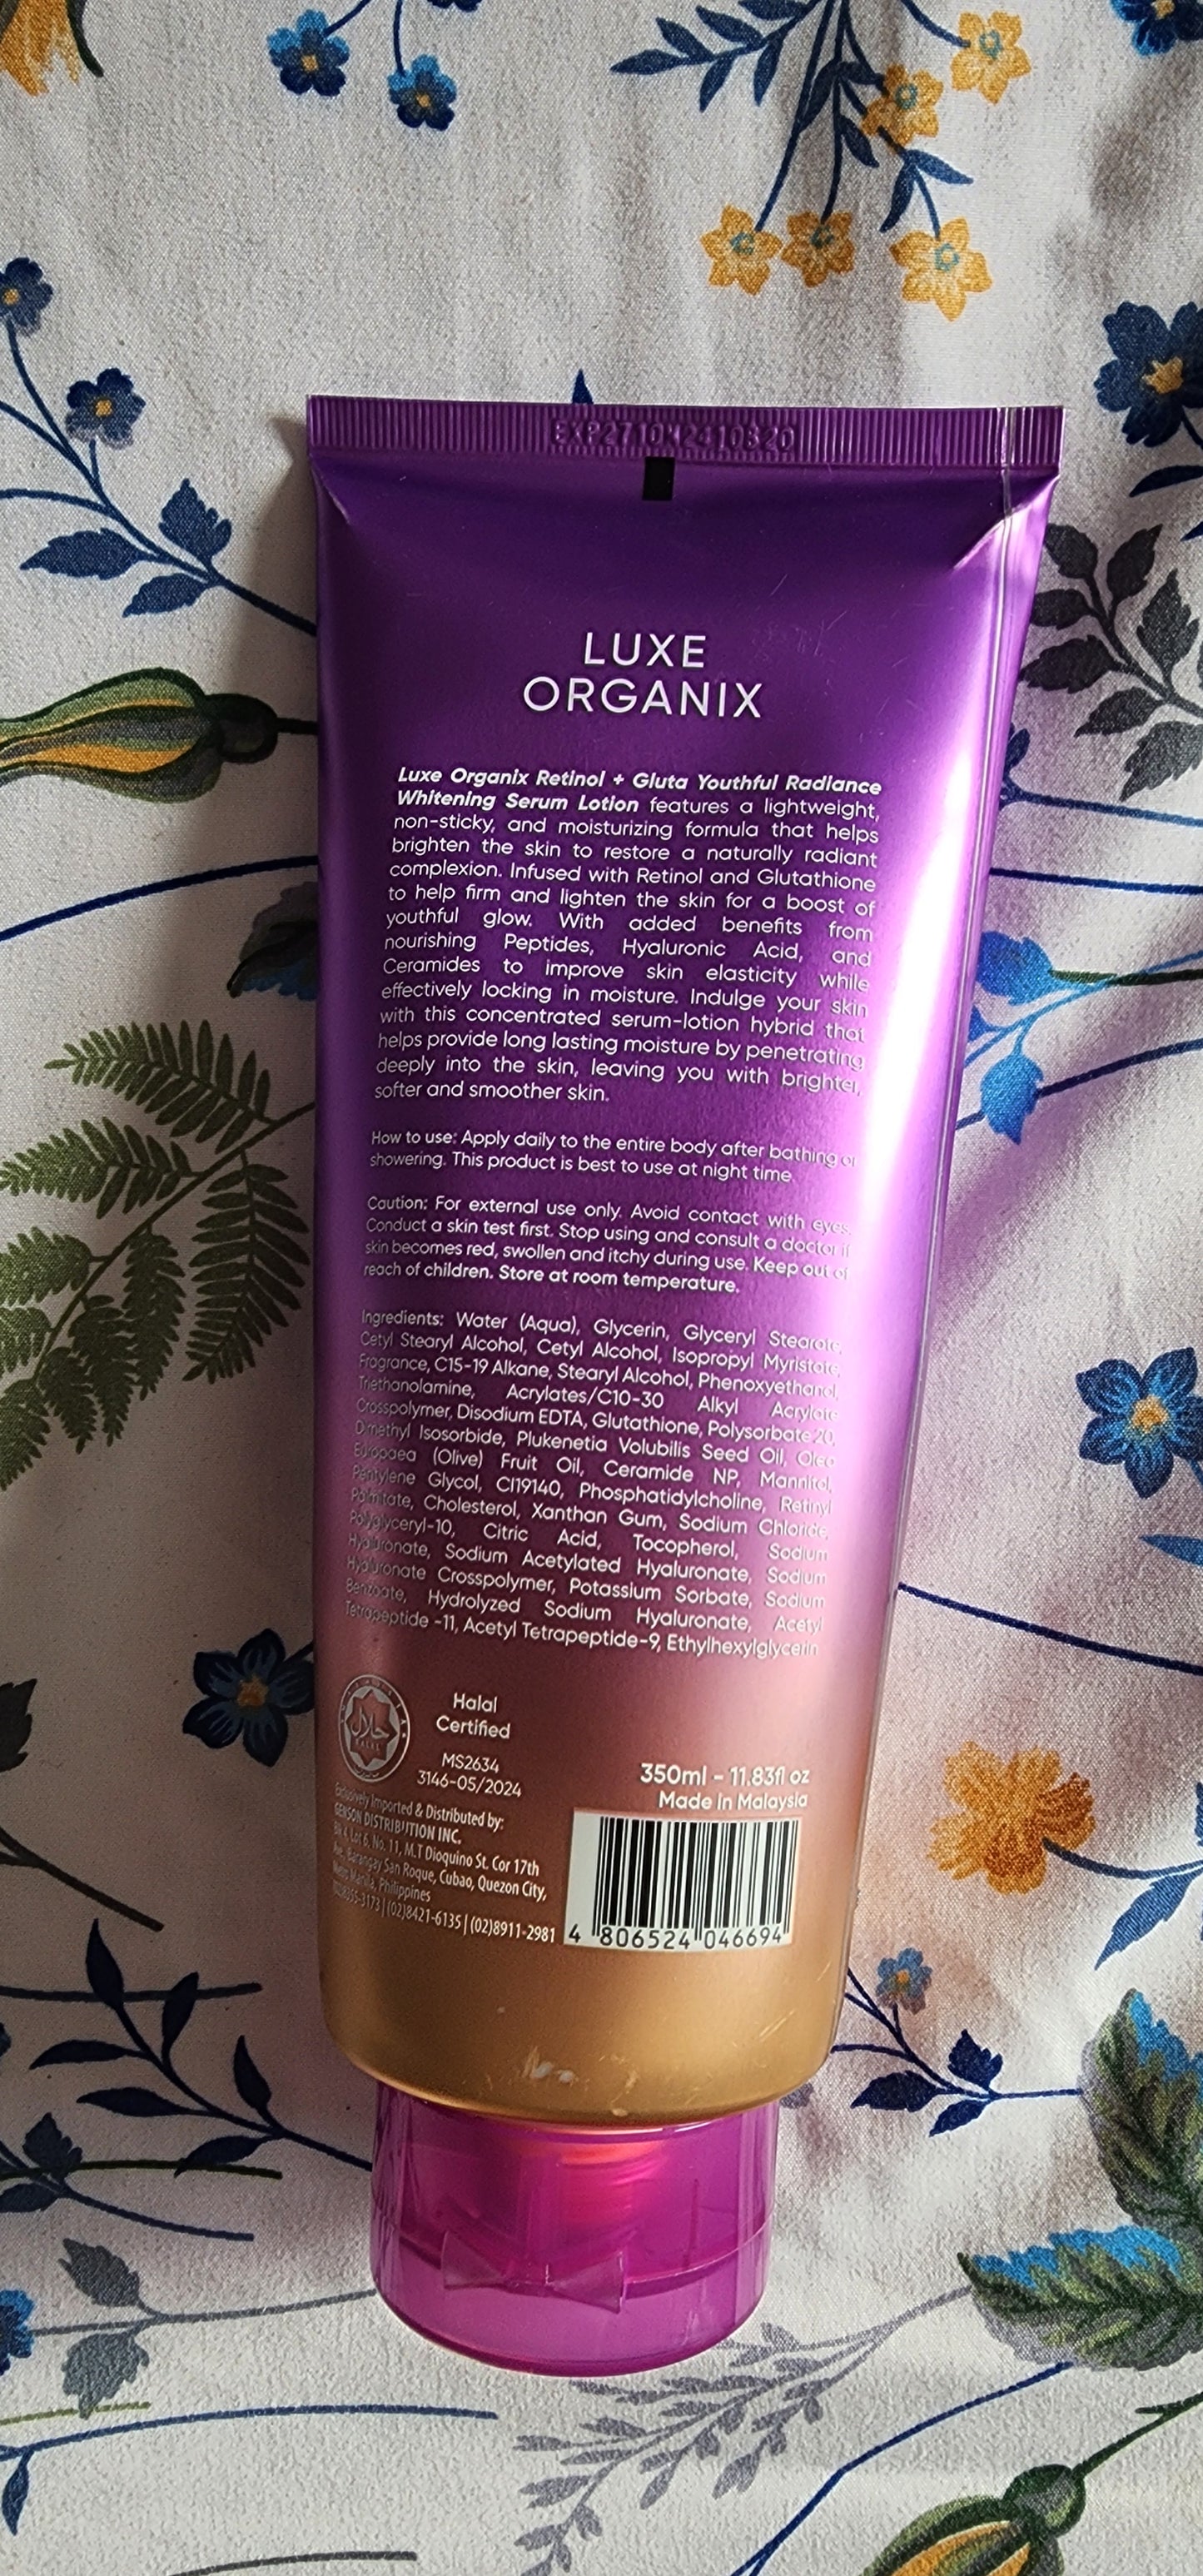 EXP27102410320
LUXE
ORGANIX
Luxe Organix Retinol + Gluta Youthful Radiance
Whitening Serum Lotion features a lightweight,
non-sticky, and moisturizing formula that helps
brighten the skin to restore a naturally radiant
complexion. Infused with Retinol and Glutathione
to help firm and lighten the skin for a boost of
youthful glow. With added benefits from
nourishing Peptides, Hyaluronic Acid, and
Ceramides to improve skin elasticity while
effectively locking in moisture. Indulge your skin
with this concentrated serum-lotion hybrid that
helps provide long lasting moisture by penetrating
deeply into the skin, leaving you with brighter,
softer and smoother skin.
How to use: Apply daily to the entire body after bathing or
showering. This product is best to use at night time.
Caution: For external use only. Avoid contact with eyes.
Conduct a skin test first. Stop using and consult a doctor if
skin becomes red, swollen and itchy during use. Keep out of
reach of children. Store at room temperature.
Ingredients: Water (Aqua), Glycerin, Glyceryl Stearate,
Cetyl Stearyl Alcohol, Cetyl Alcohol, Isopropyl Myristate,
Fragrance, C15-19 Alkane, Stearyl Alcohol, Phenoxyethanol,
Triethanolamine, Acrylates/C10-30 Alkyl Acrylate
Crosspolymer, Disodium EDTA, Glutathione, Polysorbate 20,
Dimethyl Isosorbide, Plukenetia Volubilis Seed Oil, Olea
Europaea (Olive) Fruit Oil, Ceramide NP, Mannitol,
Pentylene Glycol, CI19140, Phosphatidylcholine, Retinyl
Palmitate, Cholesterol, Xanthan Gum, Sodium Chloride,
Polyglyceryl-10, Citric Acid, Tocopherol, Sodium
Hyaluronate, Sodium Acetylated Hyaluronate, Sodium
Hyaluronate Crosspolymer, Potassium Sorbate, Sodium
Benzoate, Hydrolyzed Sodium Hyaluronate, Acetyl
Tetrapeptide -11, Acetyl Tetrapeptide-9, Ethylhexylglycerin
حلال
HALAL
Halal
Certified
MS2634
3146-05/2024
350ml - 11.83fl oz
Made in Malaysia
Exclusively Imported & Distributed by:
GENSON DISTRIBUTION INC.
Blk 4, Lot 6, No. 11, M.T Dioquino St. Cor 17th
Ave. Barangay San Roque, Cubao, Quezon City,
Metro Manila, Philippines
3173 | (02)8421-6135 | (02)8911-2981
4 806524 046694